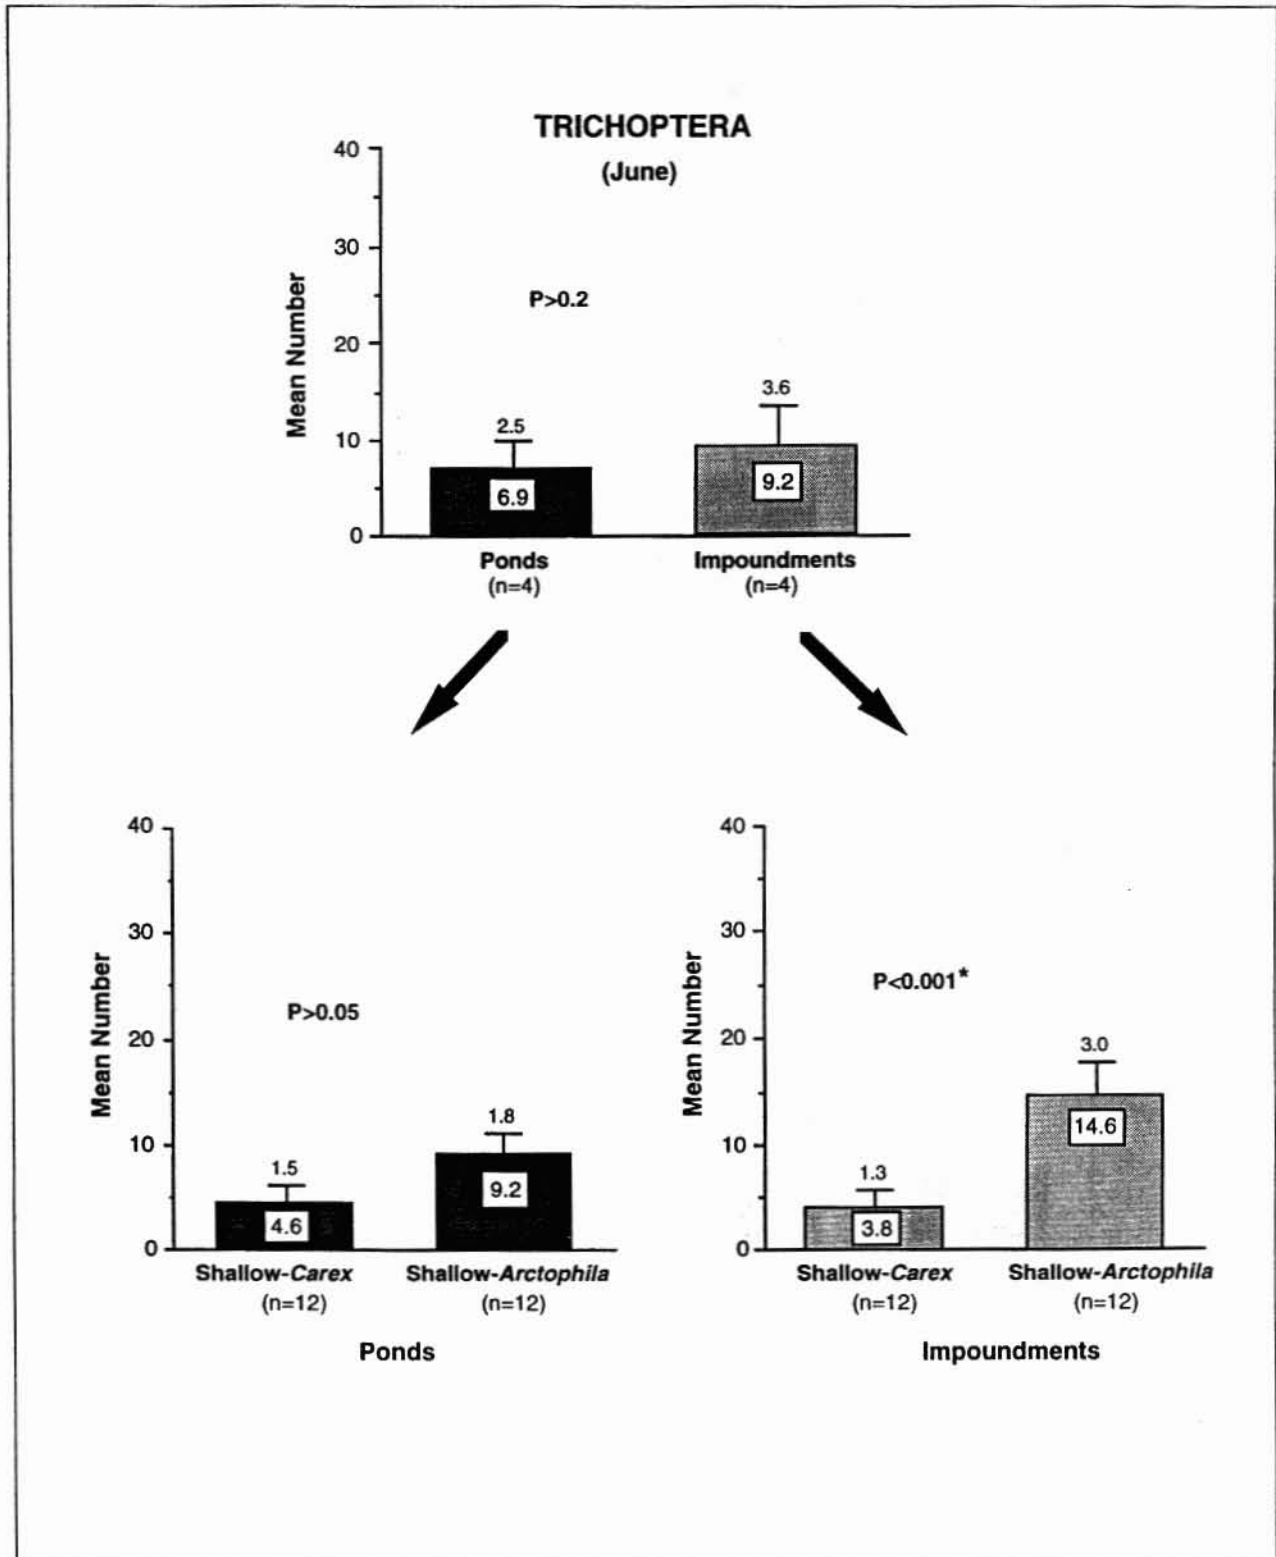 TRICHOPTERA
(June)
40
30
20
10
0
Mean Number
P>0.2
2.5
6.9
3.6
9.2
Ponds
(n=4)
Impoundments
(n=4)
40
30
20
10
0
Mean Number
P>0.05
1.5
4.6
1.8
9.2
Shallow-Carex
(n=12)
Shallow-Arctophila
(n=12)
Ponds
40
30
20
10
0
Mean Number
P<0.001*
1.3
3.8
3.0
14.6
Shallow-Carex
(n=12)
Shallow-Arctophila
(n=12)
Impoundments